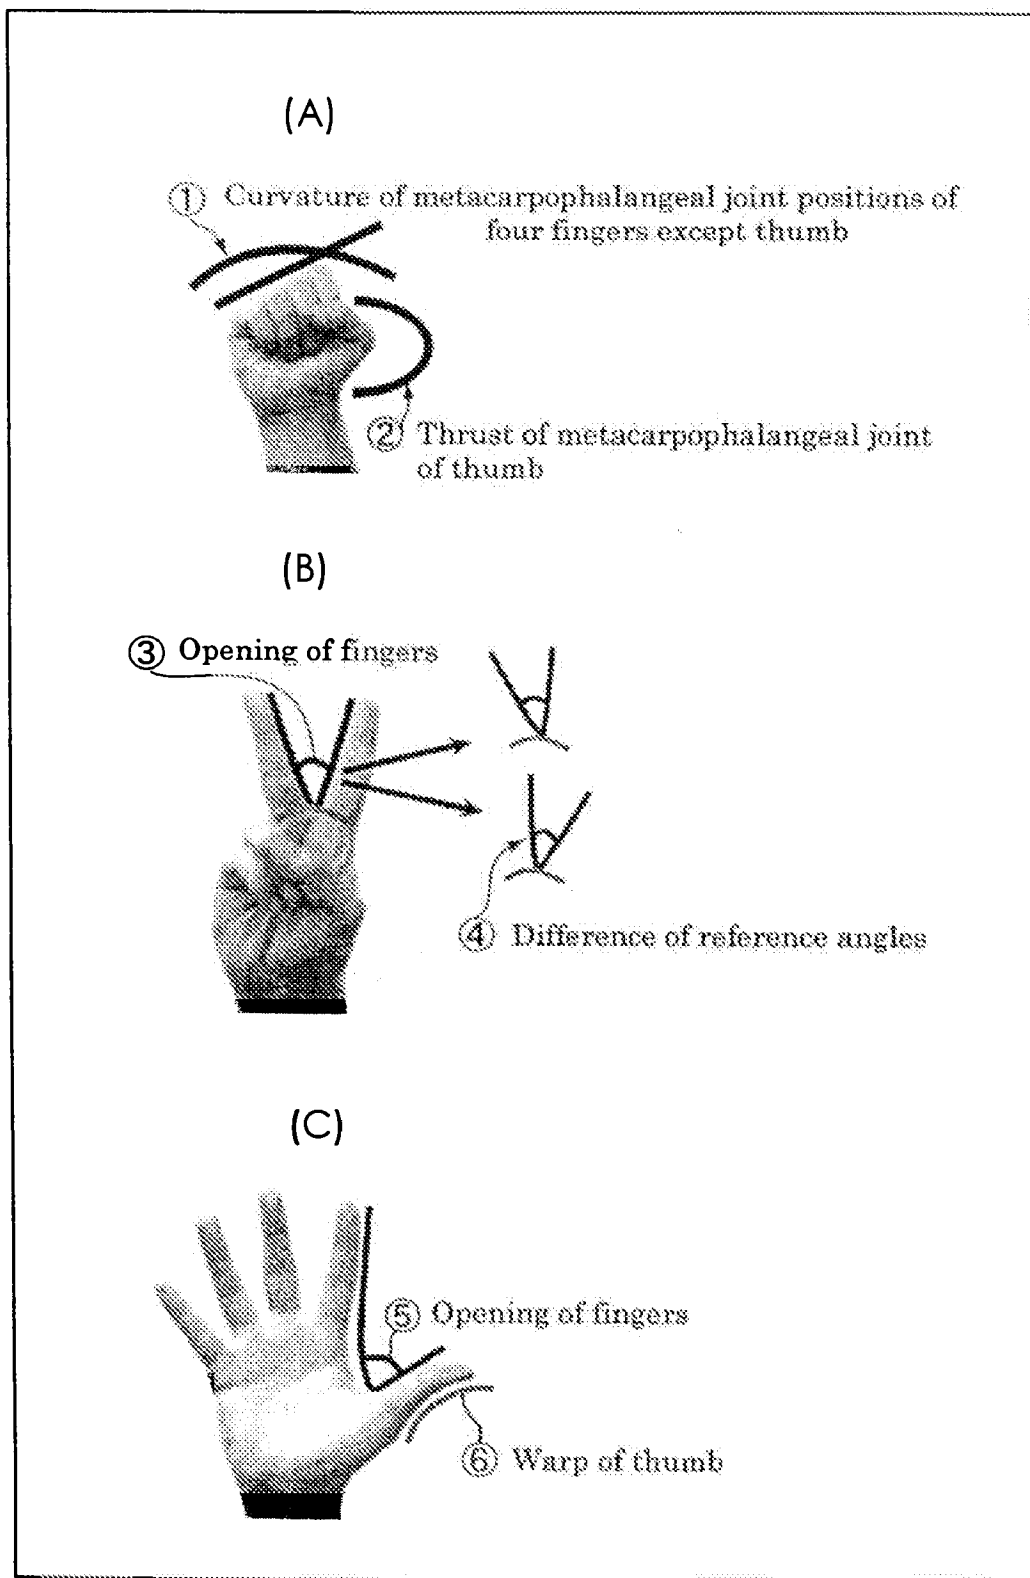 (A)
① Curvature of metacarpophalangeal joint positions of
four fingers except thumb
② Thrust of metacarpophalangeal joint
of thumb
(B)
③ Opening of fingers
④ Difference of reference angles
(C)
⑤ Opening of fingers
⑥ Warp of thumb